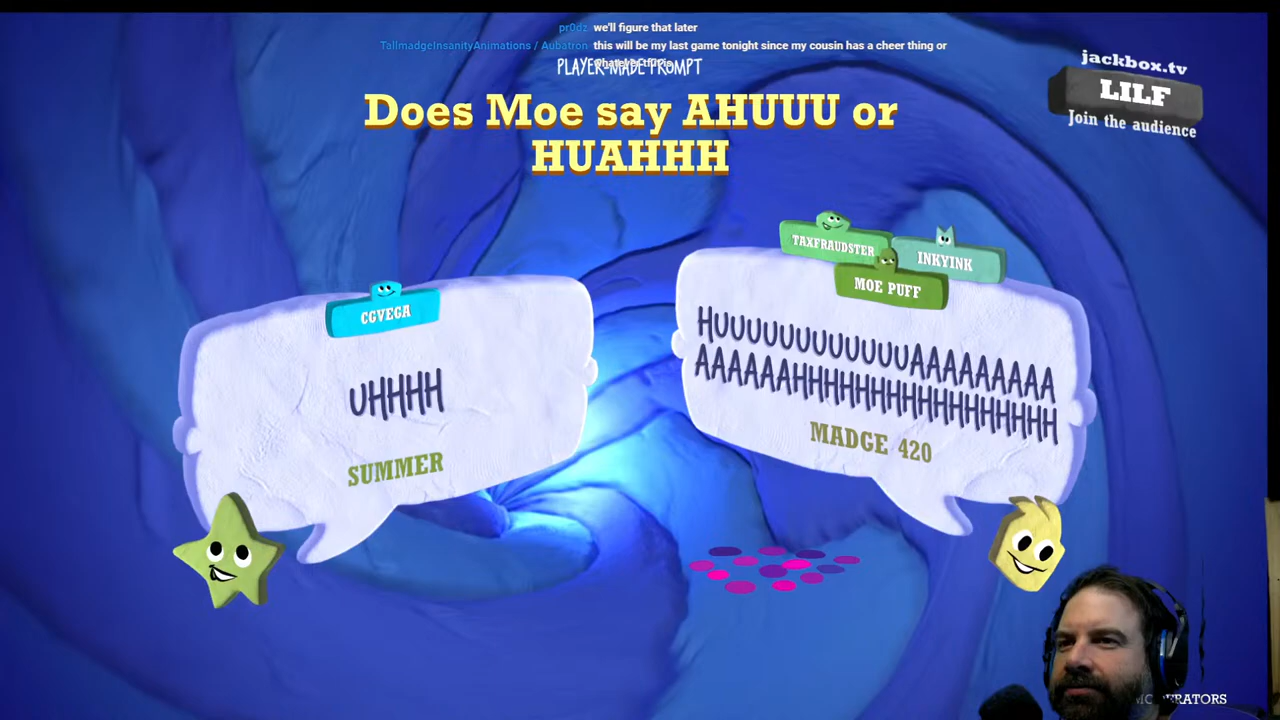 pr0dz we'll figure that later
TallmadgeInsanityAnimations / Aubatron this will be my last game tonight since my cousin has a cheer thing or
PLAYER-MADE PROMPT
jackbox.tv
LILF
Join the audience
Does Moe say AHUUU or
HUAHHH
TAXFRAUDSTER
INKYINK
MOE PUFF
CGVEGA
UHHHH
SUMMER
HUUUUUUUUUUUUUAAAAAAAAA
AAAAAAHHHHHHHHHHHHHHHHH
MADGE 420